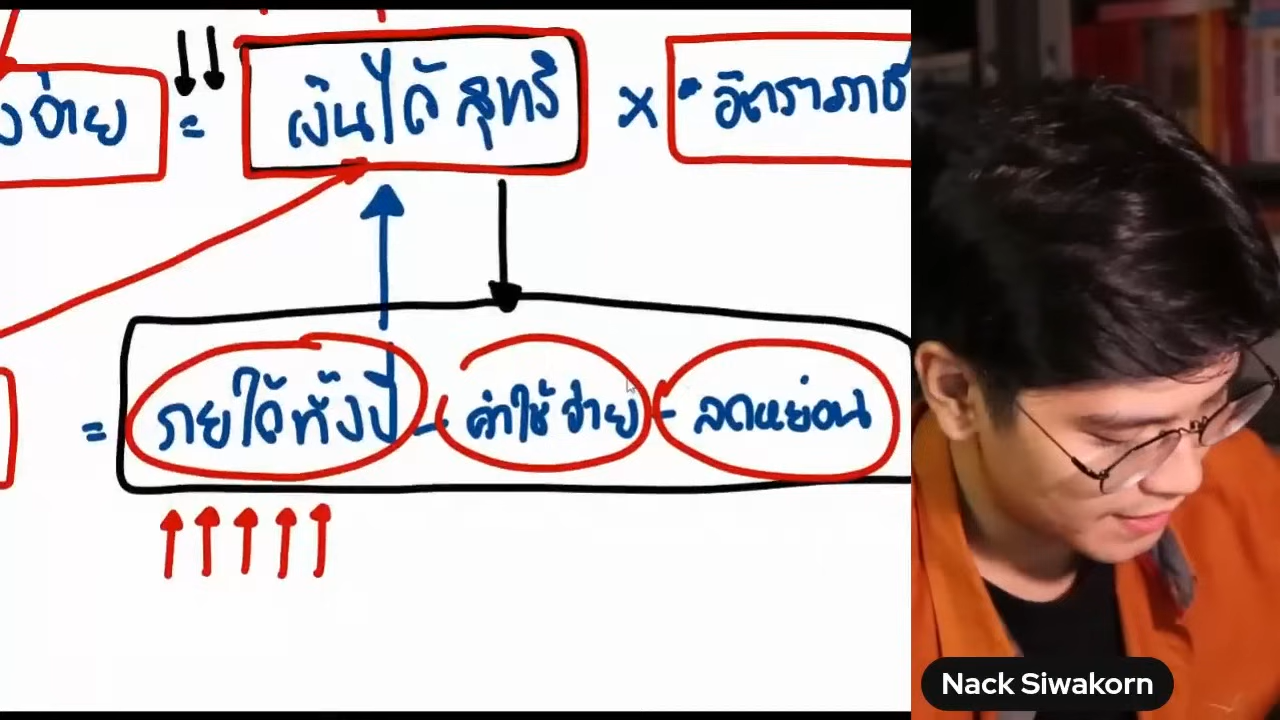 จ่าย = เงินได้สุทธิ x อัตราภาษี
= รายได้ทั้งปี - ค่าใช้จ่าย - ลดหย่อน
Nack Siwakorn